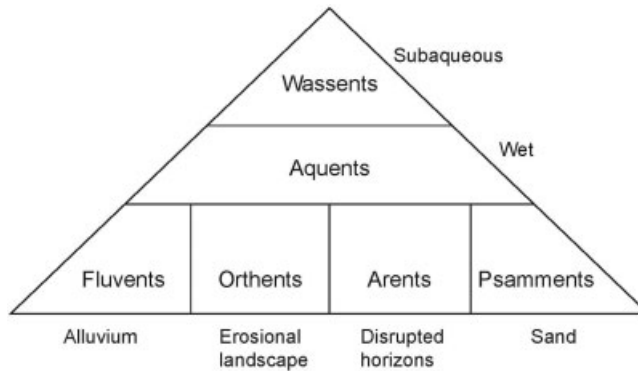 Subaqueous
Wassents
Wet
Aquents
Fluvents Orthents Arents Psamments
Alluvium Erosional landscape Disrupted horizons Sand